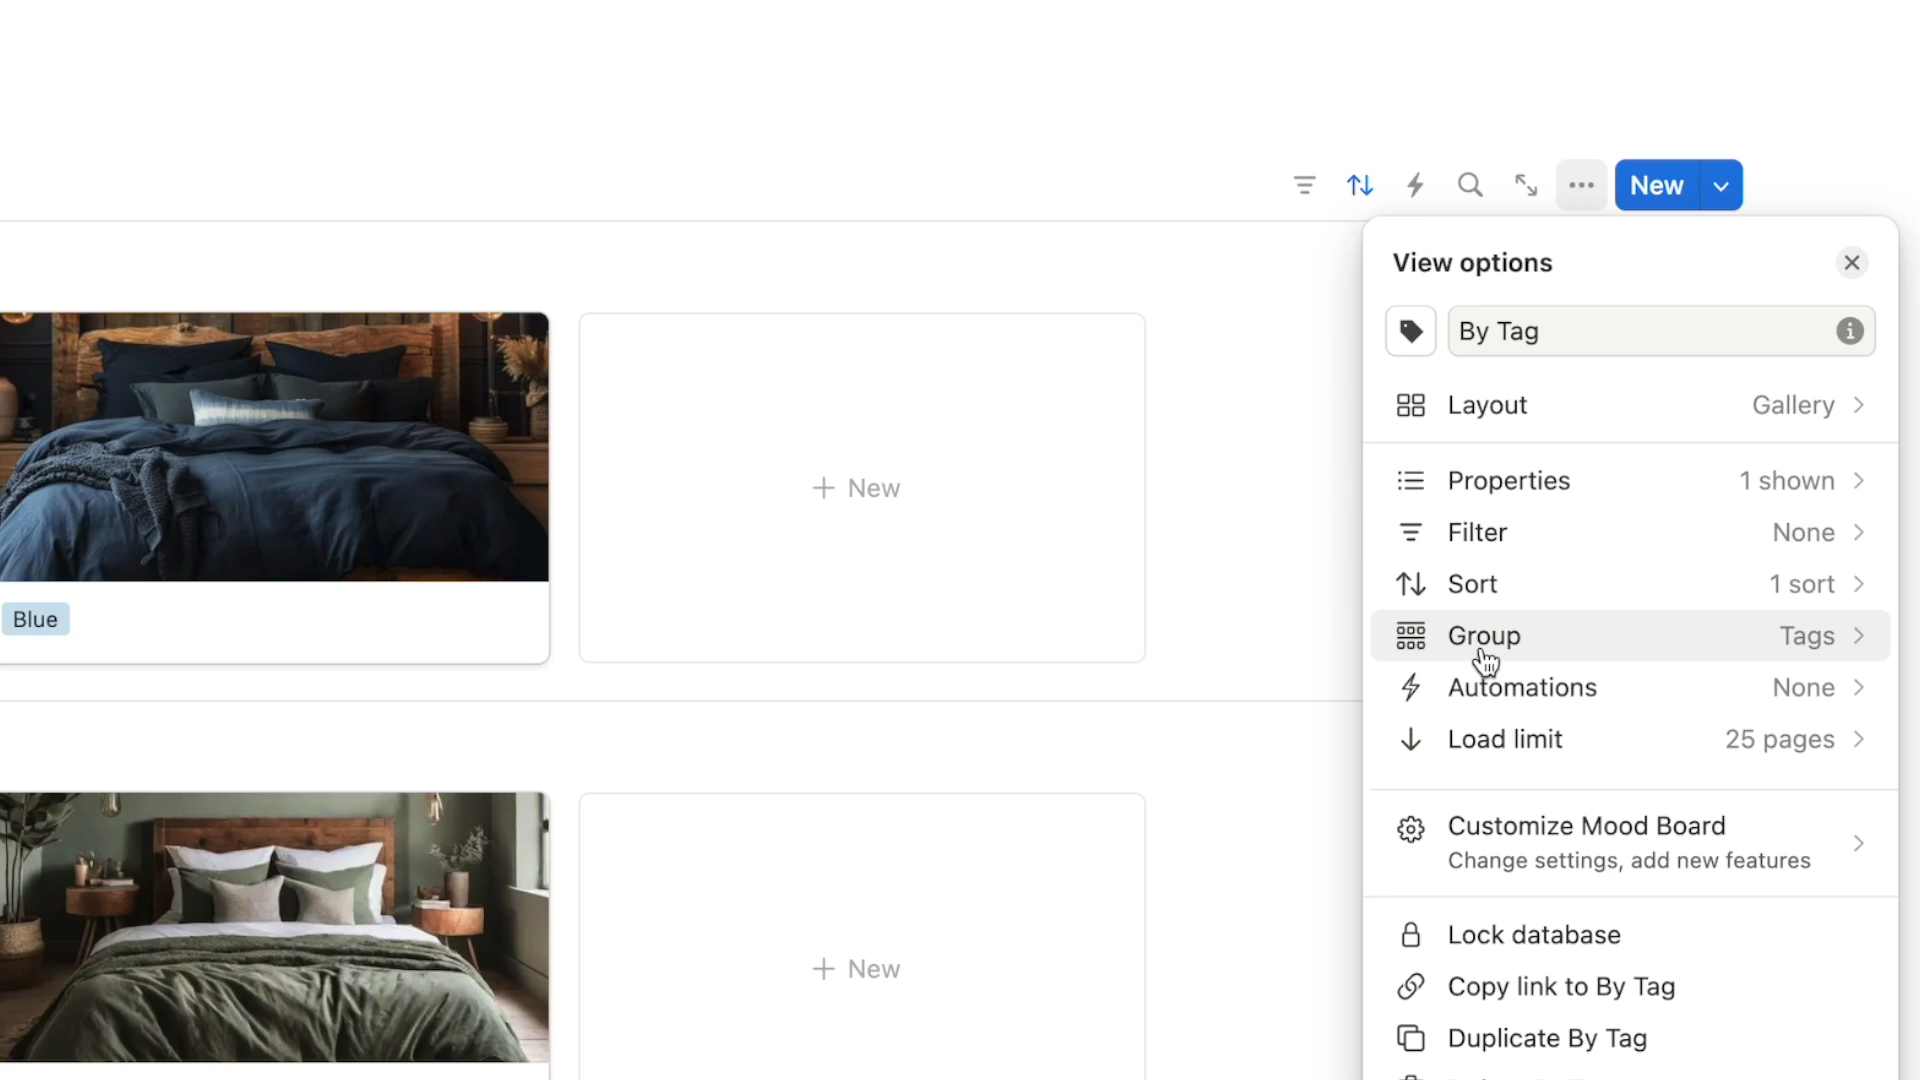 New
View options
By Tag
Layout Gallery
Properties 1 shown
Filter None
Sort 1 sort
Group Tags
Automations None
Load limit 25 pages
Customize Mood Board
Change settings, add new features
Lock database
Copy link to By Tag
Duplicate By Tag
+ New
Blue
+ New